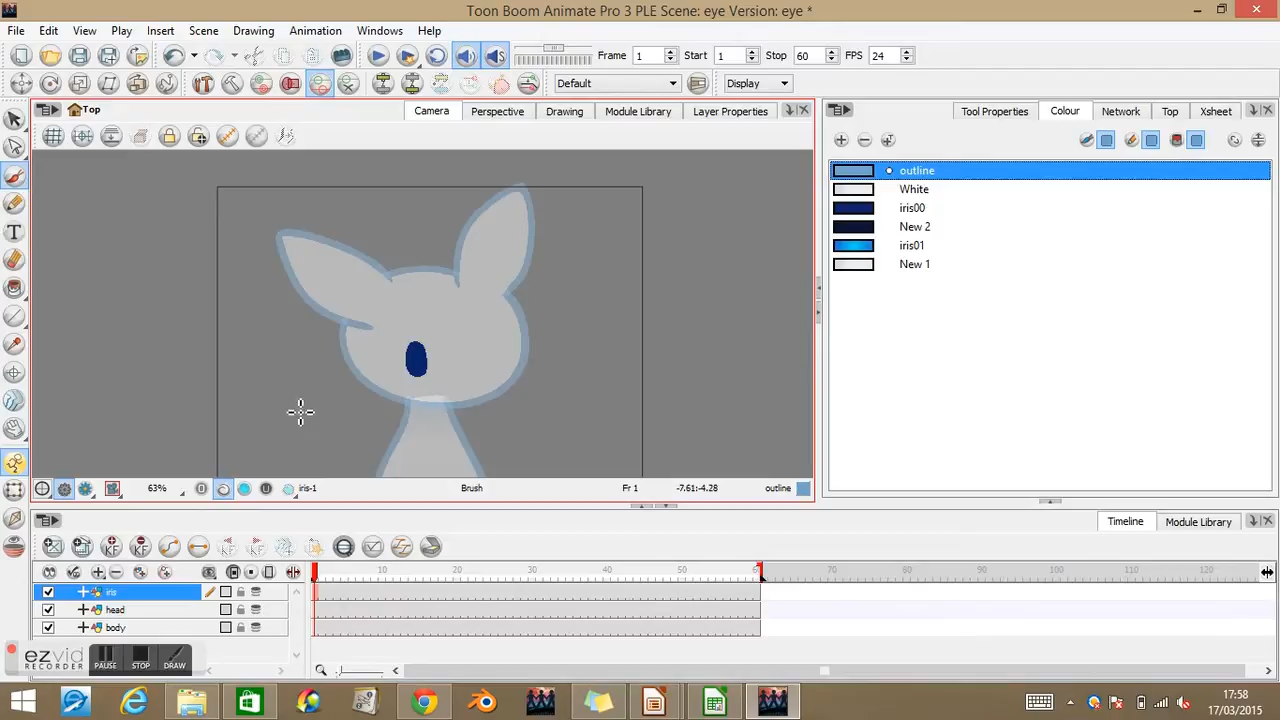 Toon Boom Animate Pro 3 PLE Scene: eye Version: eye *
File Edit View Play Insert Scene Drawing Animation Windows Help
Frame 1 Start 1 Stop 60 FPS 24
Default Display
Top Camera Perspective Drawing Module Library Layer Properties
Tool Properties Colour Network Top Xsheet
outline
White
iris00
New 2
iris01
New 1
63% iris-1 Brush Fr 1 -7.61:-4.28 outline
Timeline Module Library
10 20 30 40 50 70 80 90 100 110 120
iris
head
body
ezvid
RECORDER
PAUSE STOP DRAW
17:58
17/03/2015